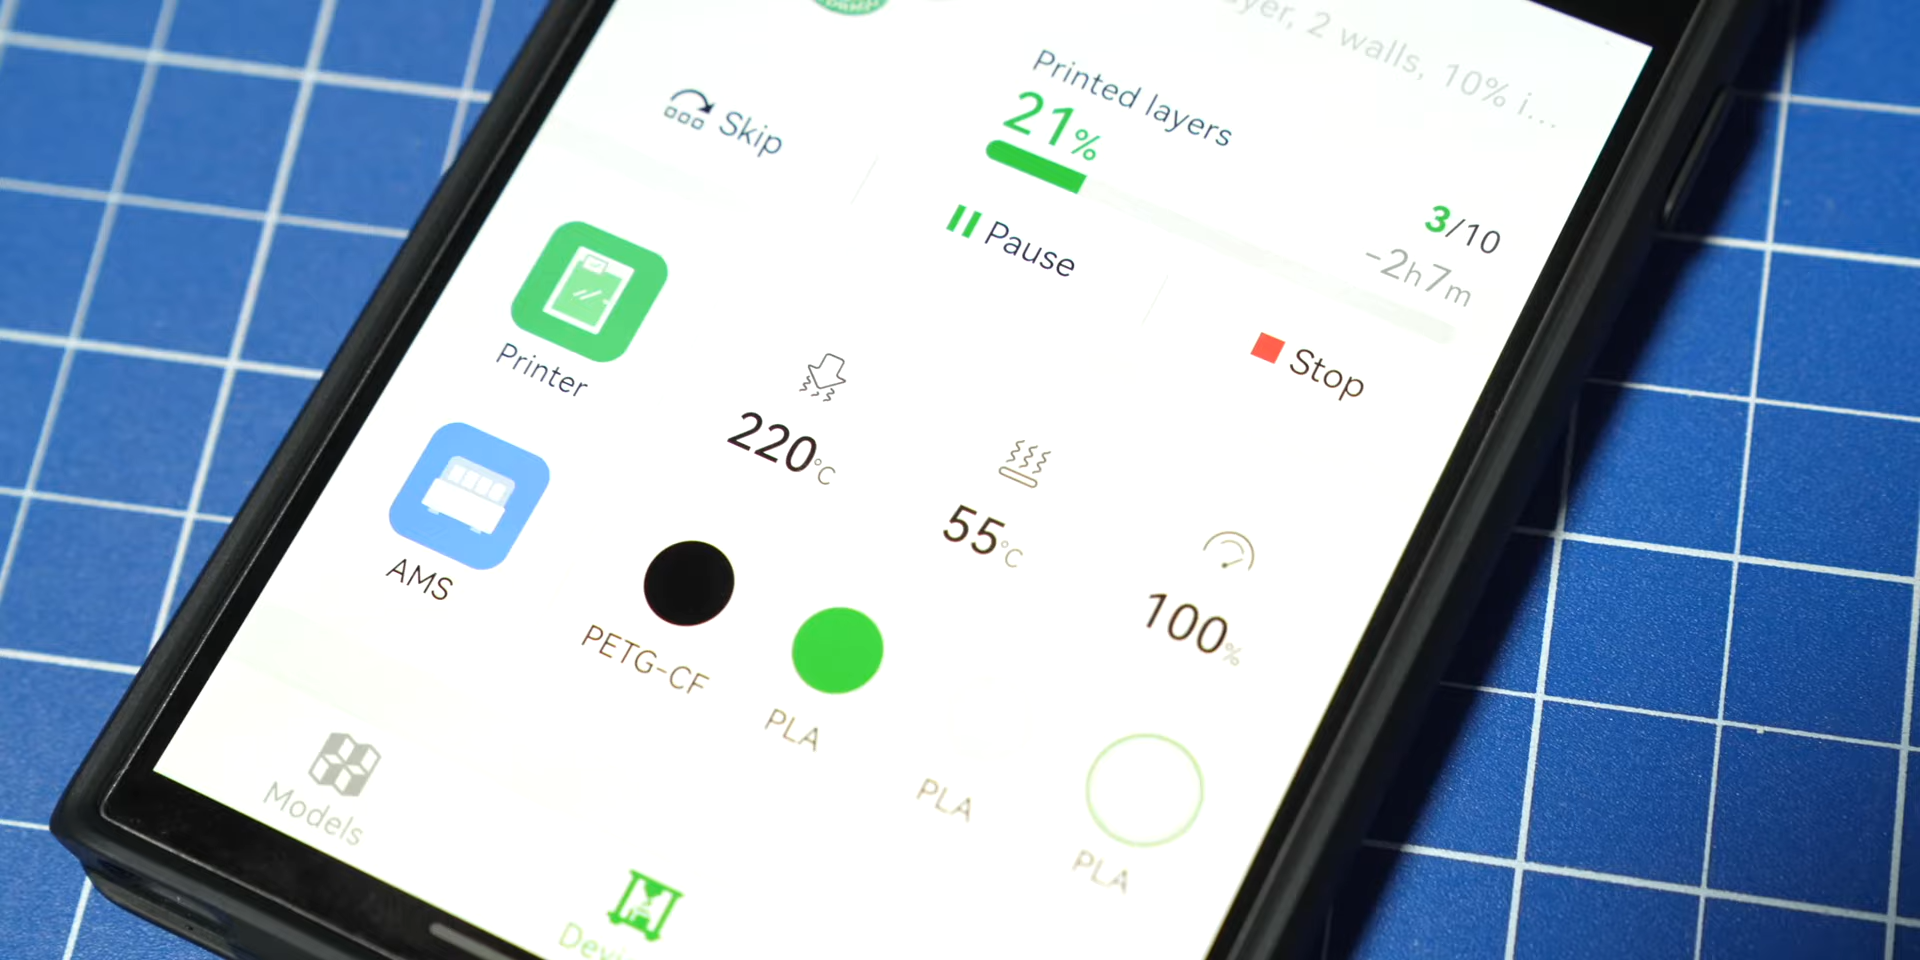 2 walls, 10% i...
Printed layers
21%
3/10
-2h7m
Skip
Pause
Stop
Printer
220°C
55°C
100%
AMS
PETG-CF
PLA
PLA
PLA
Models